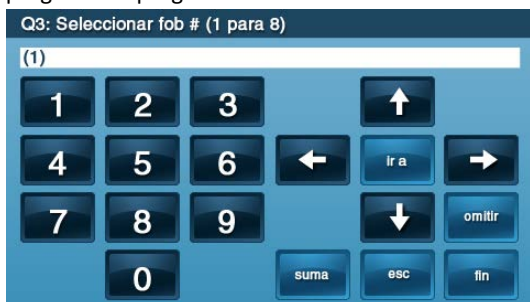 Q3: Seleccionar fob # (1 para 8)
(1)
1 2 3
4 5 6 ir a
7 8 9 omitir
0 suma esc fin